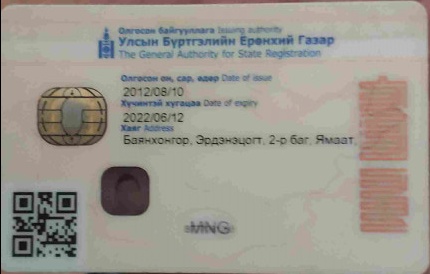 Олгосон байгууллага Issuing authority
Улсын Бүртгэлийн Ерөнхий Газар
The General Authority for State Registration
Олгосон он, сар, өдөр Date of issue
2012/08/10
Хүчинтэй хугацаа Date of expiry
2022/06/12
Хаяг Address
Баянхонгор, Эрдэнэцогт, 2-р баг, Ямаат,
MNG